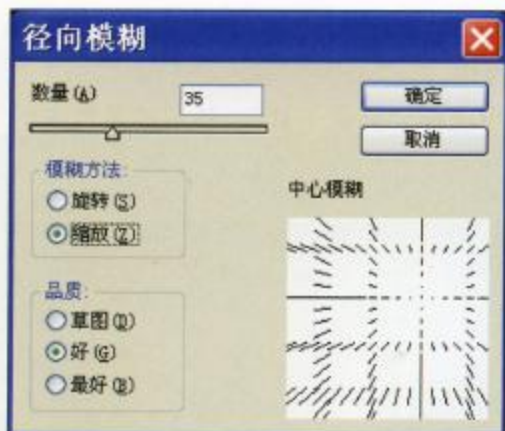 径向模糊
数量(A)
35
确定
取消
模糊方法:
旋转(S)
缩放(Z)
中心模糊
品质:
草图(D)
好(G)
最好(B)